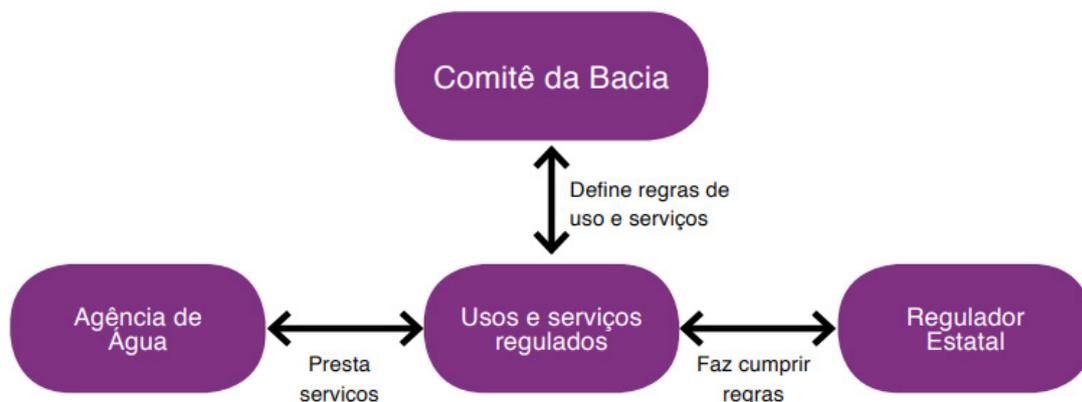 Comitê da Bacia
Define regras de
uso e serviços
Agência de
Água
Usos e serviços
regulados
Regulador
Estatal
Presta
serviços
Faz cumprir
regras